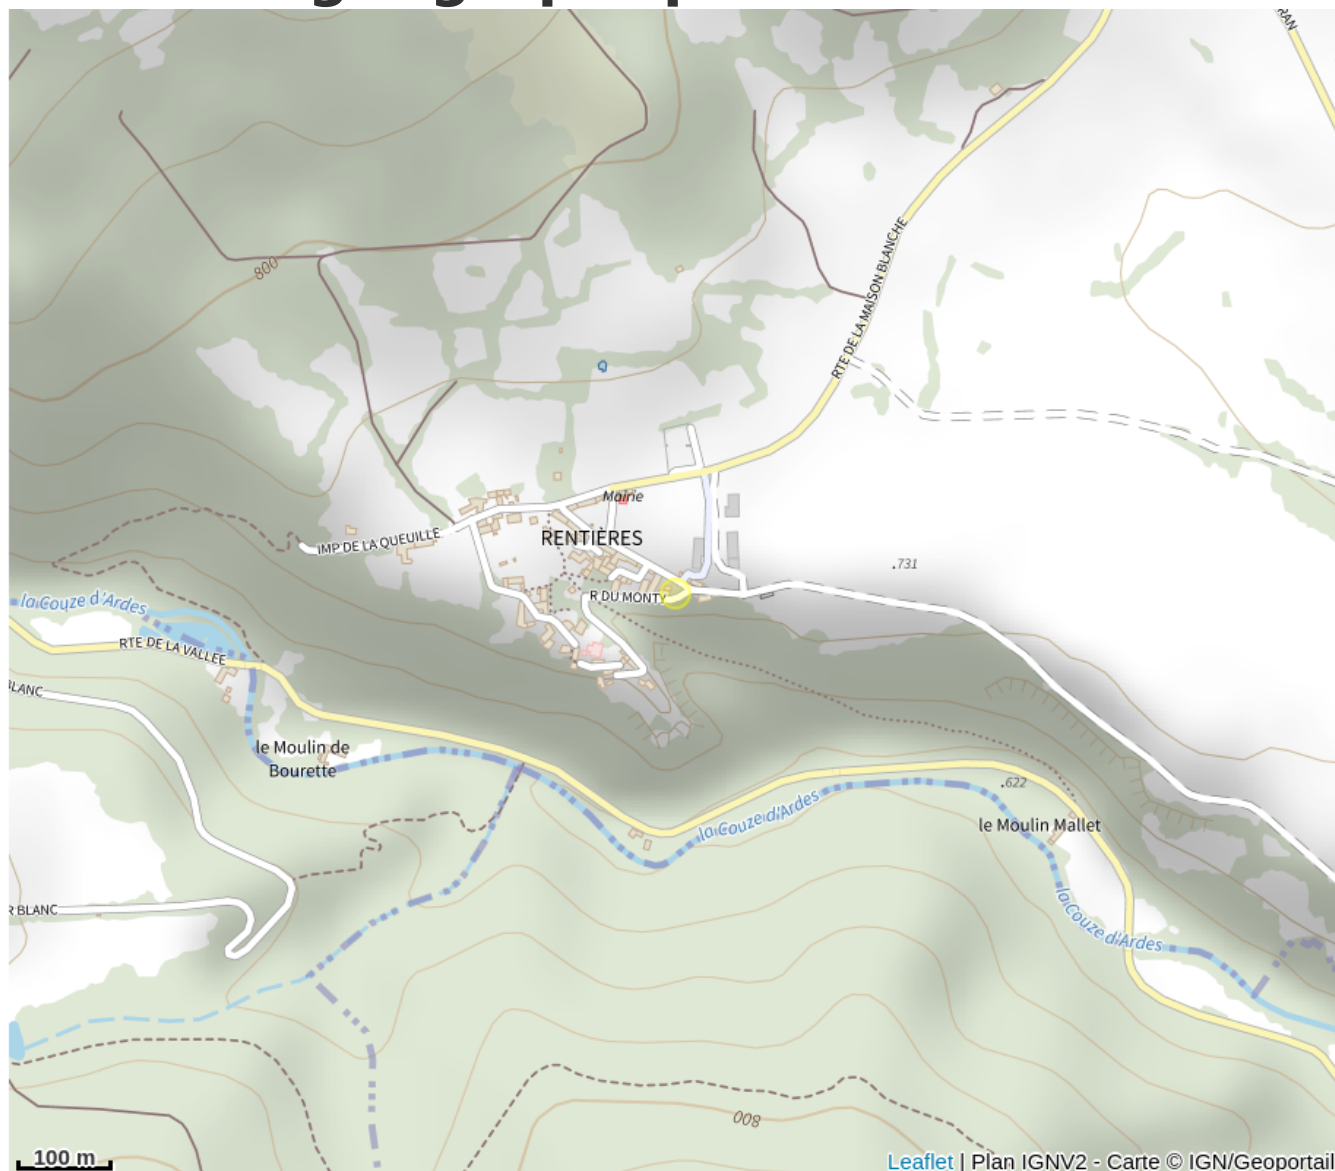 800
RTE DE LA MAISON BLANCHE
Mairie
RENTIÈRES
IMP DE LA QUEUILLE
.731
R DU MONTY
la Couze d'Ardes
RTE DE LA VALLEE
BLANC
le Moulin de
Bourette
.622
la Couze d'Ardes
le Moulin Mallet
R BLANC
la Couze d'Ardes
800
100 m
Leaflet | Plan IGNV2 - Carte © IGN/Geoportail